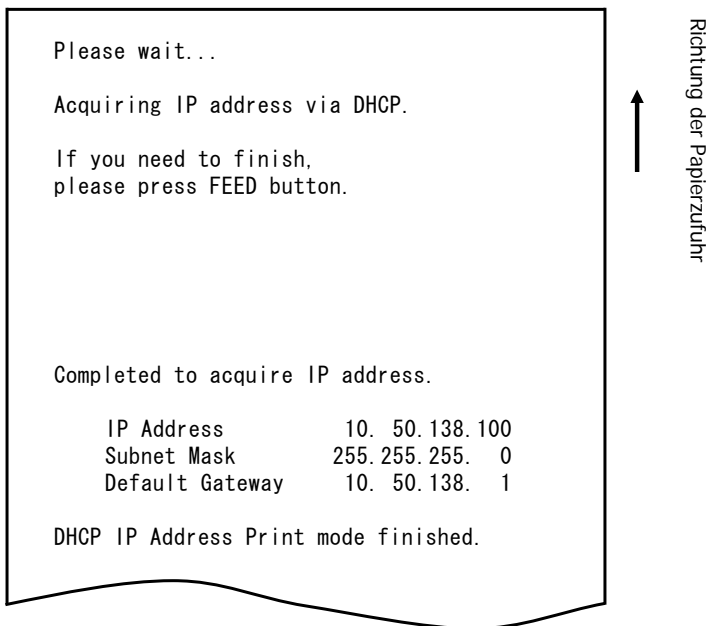 Please wait...
Acquiring IP address via DHCP.
If you need to finish,
please press FEED button.
Completed to acquire IP address.
IP Address 10. 50.138.100
Subnet Mask 255.255.255. 0
Default Gateway 10. 50.138. 1
DHCP IP Address Print mode finished.
Richtung der Papierzufuhr